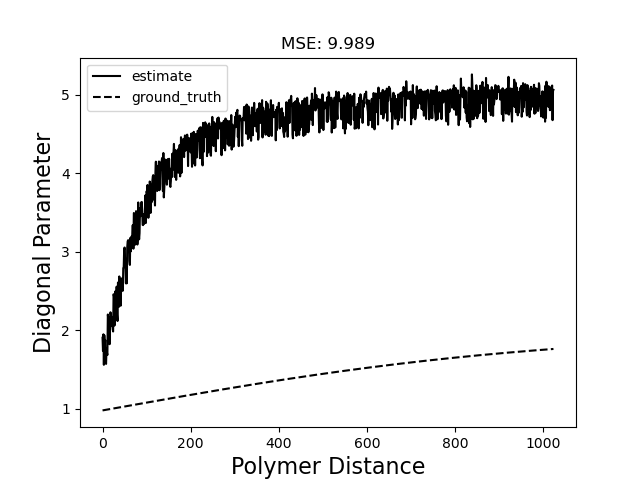 MSE: 9.989
estimate
ground_truth
Diagonal Parameter
5
4
3
2
1
0
200
400
600
800
1000
Polymer Distance